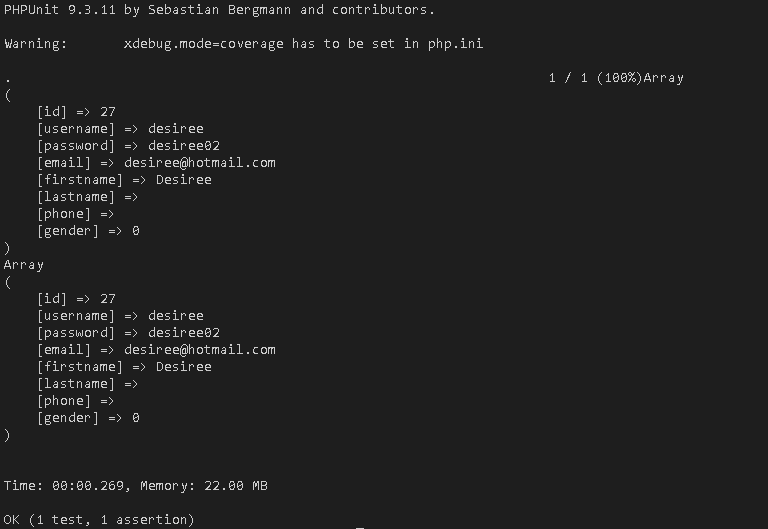 PHPUnit 9.3.11 by Sebastian Bergmann and contributors.
Warning:       xdebug.mode=coverage has to be set in php.ini
.                                                                   1 / 1 (100%)Array
(
    [id] => 27
    [username] => desiree
    [password] => desiree02
    [email] => desiree@hotmail.com
    [firstname] => Desiree
    [lastname] =>
    [phone] =>
    [gender] => 0
)
Array
(
    [id] => 27
    [username] => desiree
    [password] => desiree02
    [email] => desiree@hotmail.com
    [firstname] => Desiree
    [lastname] =>
    [phone] =>
    [gender] => 0
)
Time: 00:00.269, Memory: 22.00 MB
OK (1 test, 1 assertion)